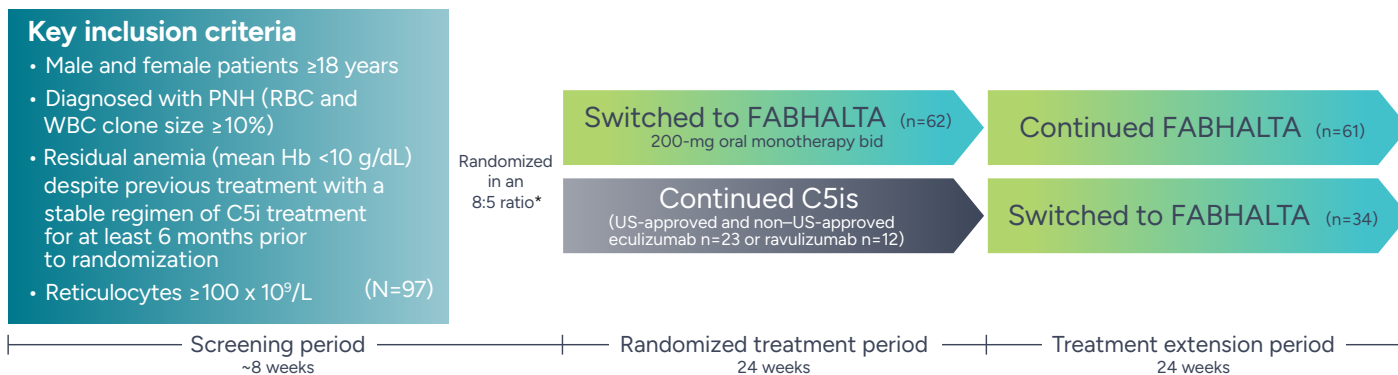 Key inclusion criteria
• Male and female patients ≥18 years
• Diagnosed with PNH (RBC and
WBC clone size ≥10%)
• Residual anemia (mean Hb <10 g/dL)
despite previous treatment with a
stable regimen of C5i treatment
for at least 6 months prior
to randomization
• Reticulocytes ≥100 x 10⁹/L (N=97)
Randomized
in an
8:5 ratio*
Switched to FABHALTA (n=62)
200-mg oral monotherapy bid
Continued C5is
(US-approved and non–US-approved
eculizumab n=23 or ravulizumab n=12)
Continued FABHALTA (n=61)
Switched to FABHALTA (n=34)
Screening period
~8 weeks
Randomized treatment period
24 weeks
Treatment extension period
24 weeks